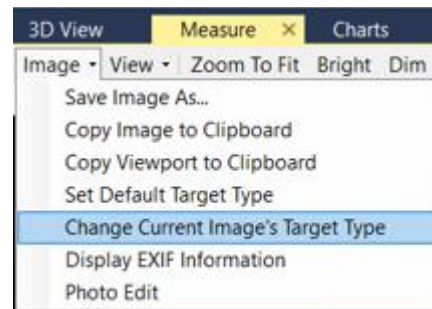 3D View Measure × Charts
Image View Zoom To Fit Bright Dim
Save Image As...
Copy Image to Clipboard
Copy Viewport to Clipboard
Set Default Target Type
Change Current Image's Target Type
Display EXIF Information
Photo Edit